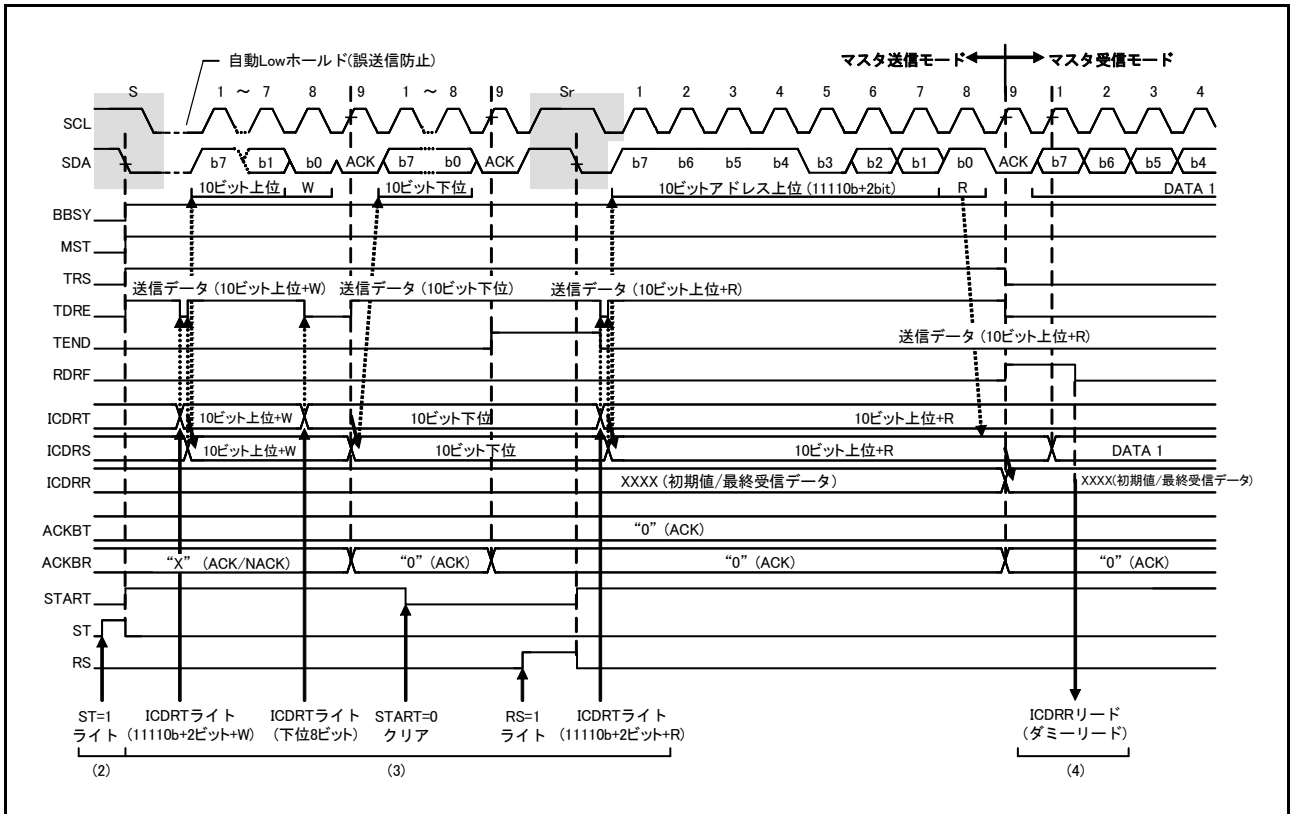 自動Lowホールド(誤送信防止)
マスタ送信モード マスタ受信モード
S 1 ～ 7 8 9 1 ～ 8 9 Sr 1 2 3 4 5 6 7 8 9 1 2 3 4
SCL
SDA b7 b1 b0 ACK b7 b0 ACK b7 b6 b5 b4 b3 b2 b1 b0 ACK b7 b6 b5 b4
10ビット上位 W 10ビット下位 10ビットアドレス上位 (11110b+2bit) R DATA 1
BBSY
MST
TRS
送信データ (10ビット上位+W) 送信データ (10ビット下位) 送信データ (10ビット上位+R)
TDRE
TEND 送信データ (10ビット上位+R)
RDRF
ICDRT 10ビット上位+W 10ビット下位 10ビット上位+R
ICDRS 10ビット上位+W 10ビット下位 10ビット上位+R DATA 1
ICDRR XXXX (初期値/最終受信データ) XXXX(初期値/最終受信データ)
ACKBT “0” (ACK)
ACKBR “X” (ACK/NACK) “0” (ACK) “0” (ACK) “0” (ACK)
START
ST
RS
ST=1 ICDRTライト ICDRTライト START=0 RS=1 ICDRTライト ICDRRリード
ライト (11110b+2ビット+W) (下位8ビット) クリア ライト (11110b+2ビット+R) (ダミーリード)
(2) (3) (4)